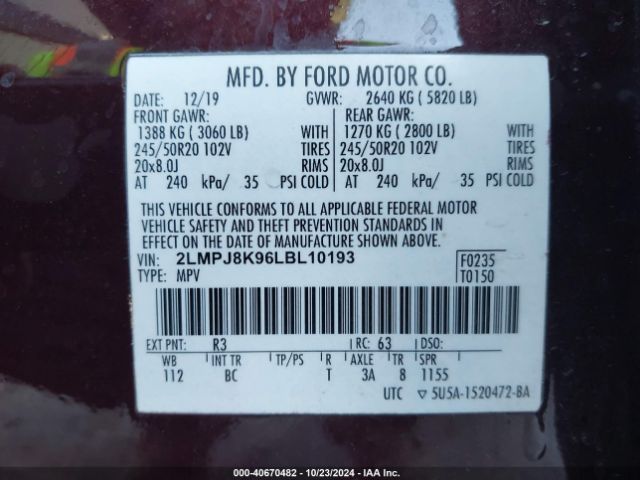 MFD. BY FORD MOTOR CO.
DATE: 12/19 GVWR: 2640 KG ( 5820 LB)
FRONT GAWR: REAR GAWR:
1388 KG ( 3060 LB) WITH 1270 KG ( 2800 LB) WITH
245/50R20 102V TIRES 245/50R20 102V TIRES
20x8.0J RIMS 20x8.0J RIMS
AT 240 kPa/ 35 PSI COLD AT 240 kPa/ 35 PSI COLD
THIS VEHICLE CONFORMS TO ALL APPLICABLE FEDERAL MOTOR
VEHICLE SAFETY AND THEFT PREVENTION STANDARDS IN
EFFECT ON THE DATE OF MANUFACTURE SHOWN ABOVE.
VIN: 2LMPJ8K96LBL10193 F0235
TYPE: MPV T0150
EXT PNT: R3 RC: 63 DSO:
WB INT TR TP/PS R AXLE TR SPR
112 BC T 3A 8 1155
UTC ▽ 5U5A-1520472-BA
(0008-40670482 - 10/23/2024 - IAA Inc.)